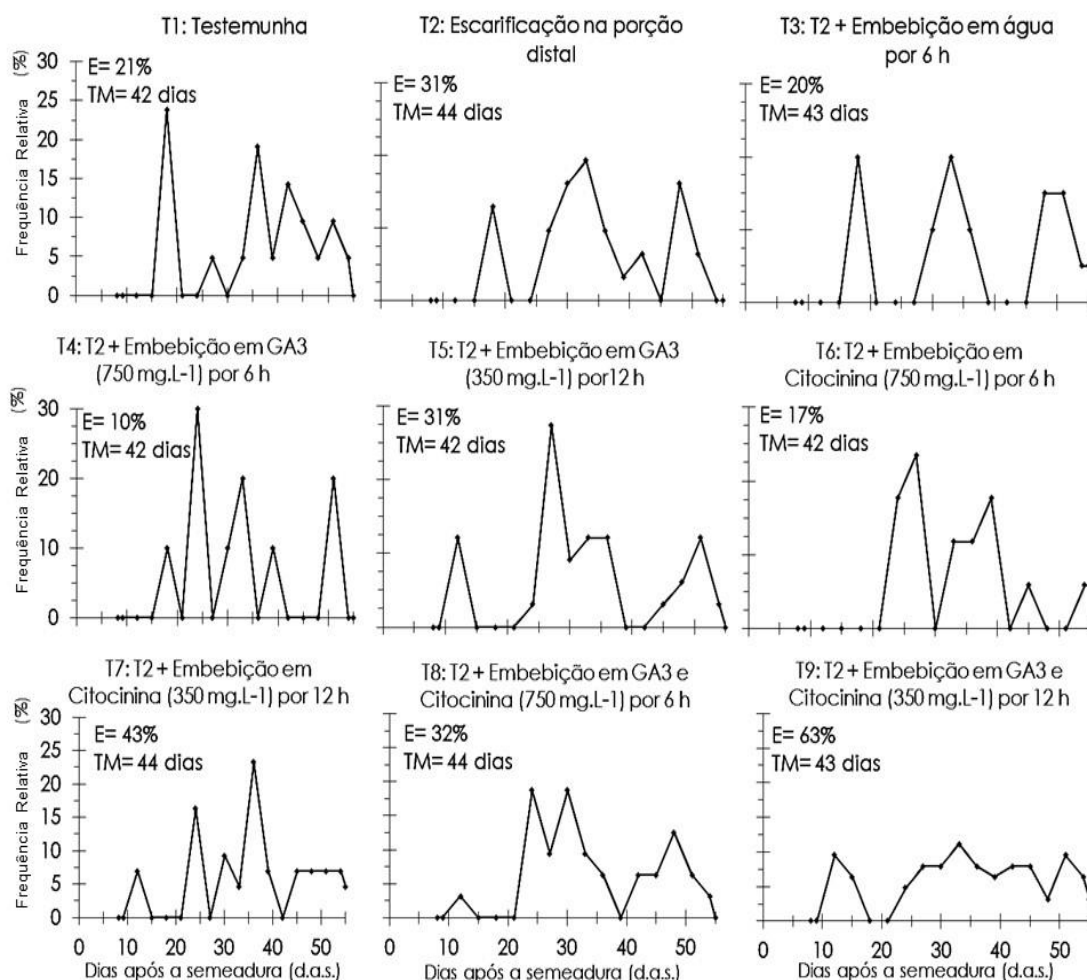 T1: Testemunha
T2: Escarificação na porção
distal
T3: T2 + Embebição em água
por 6 h
Frequência Relativa (%)
30
25
20
15
10
5
0
E= 21%
TM= 42 dias
E= 31%
TM= 44 dias
E= 20%
TM= 43 dias
T4: T2 + Embebição em GA3
(750 mg.L-1) por 6 h
T5: T2 + Embebição em GA3
(350 mg.L-1) por 12 h
T6: T2 + Embebição em
Citocinina (750 mg.L-1) por 6 h
Frequência Relativa (%)
30
20
10
0
E= 10%
TM= 42 dias
E= 31%
TM= 42 dias
E= 17%
TM= 42 dias
T7: T2 + Embebição em
Citocinina (350 mg.L-1) por 12 h
T8: T2 + Embebição em GA3 e
Citocinina (750 mg.L-1) por 6 h
T9: T2 + Embebição em GA3 e
Citocinina (350 mg.L-1) por 12 h
Frequência Relativa (%)
30
25
20
15
10
5
0
E= 43%
TM= 44 dias
E= 32%
TM= 44 dias
E= 63%
TM= 43 dias
0 10 20 30 40 50
0 10 20 30 40 50
0 10 20 30 40 50
Dias após a semeadura (d.a.s.)
Dias após a semeadura (d.a.s.)
Dias após a semeadura (d.a.s.)